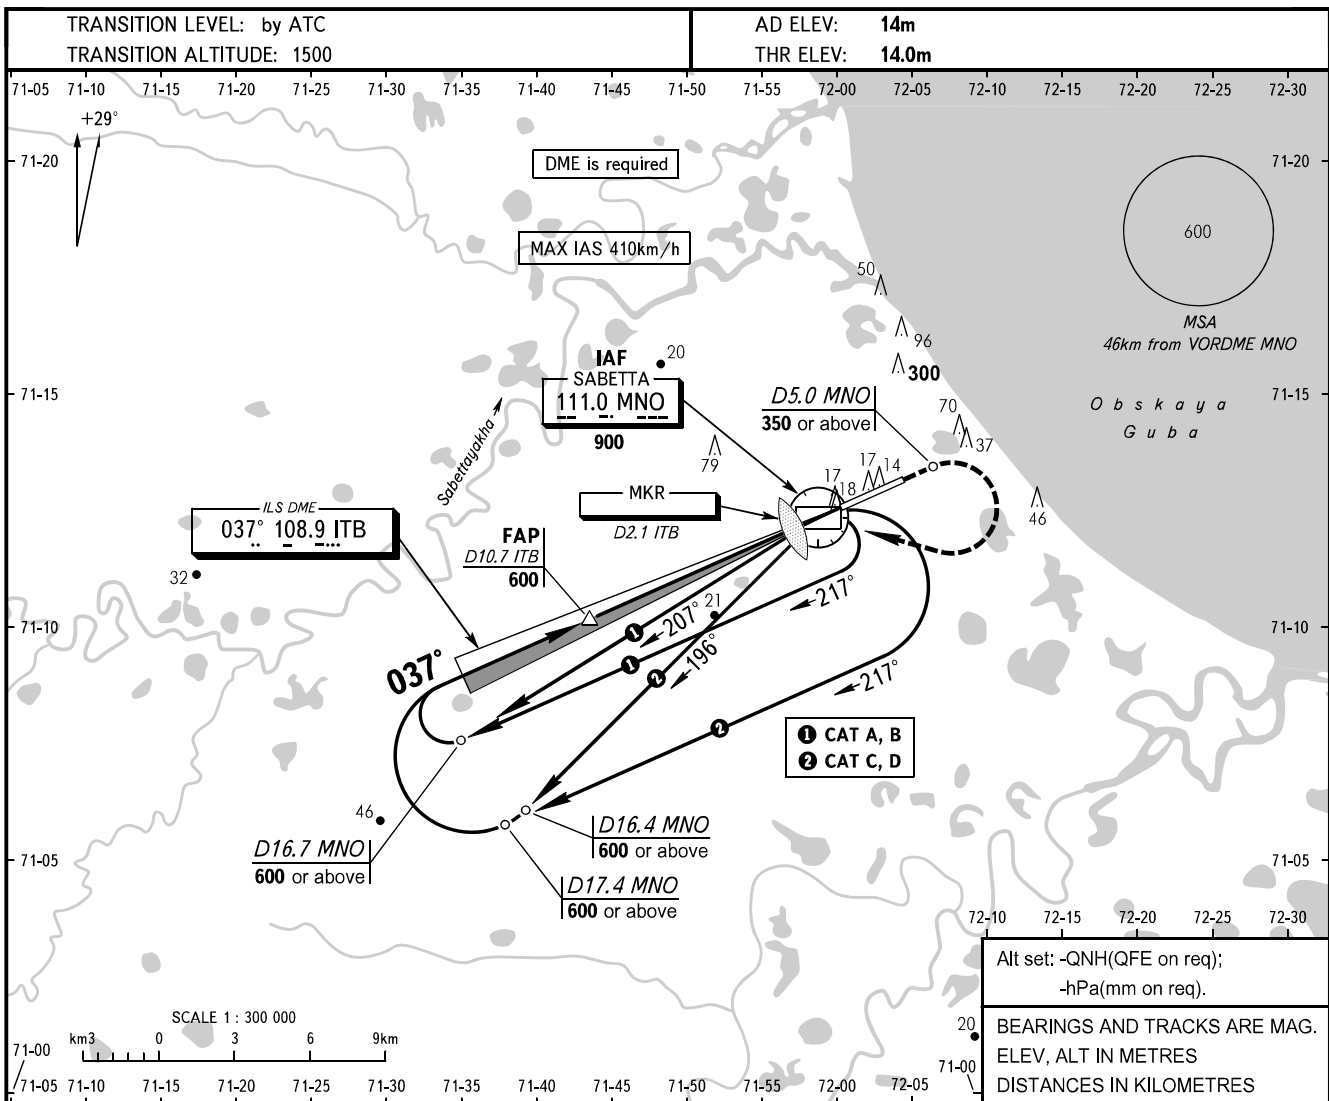 TRANSITION LEVEL: by ATC
TRANSITION ALTITUDE: 1500
AD ELEV: 14m
THR ELEV: 14.0m
71-05 71-10 71-15 71-20 71-25 71-30 71-35 71-40 71-45 71-50 71-55 72-00 72-05 72-10 72-15 72-20 72-25 72-30
+29°
71-20
DME is required
71-20
MAX IAS 410km/h
600
MSA
46km from VORDME MNO
50
96
300
IAF
20
SABETTA
111.0 MNO
900
71-15
D5.0 MNO
350 or above
71-15
Obskaya
Guba
70
37
79
Sabettayakha
17
18
17
14
46
MKR
D2.1 ITB
ILS DME
037° 108.9 ITB
FAP
D10.7 ITB
600
32
21
71-10
207°
217°
196°
71-10
037°
1
1
2
217°
2
1 CAT A, B
2 CAT C, D
46
D16.7 MNO
600 or above
D16.4 MNO
600 or above
D17.4 MNO
600 or above
71-05
71-05
72-10 72-15 72-20 72-25 72-30
Alt set: -QNH(QFE on req);
-hPa(mm on req).
SCALE 1 : 300 000
km3 0 3 6 9km
20
BEARINGS AND TRACKS ARE MAG.
ELEV, ALT IN METRES
DISTANCES IN KILOMETRES
71-00
71-00
71-05 71-10 71-15 71-20 71-25 71-30 71-35 71-40 71-45 71-50 71-55 72-00 72-05